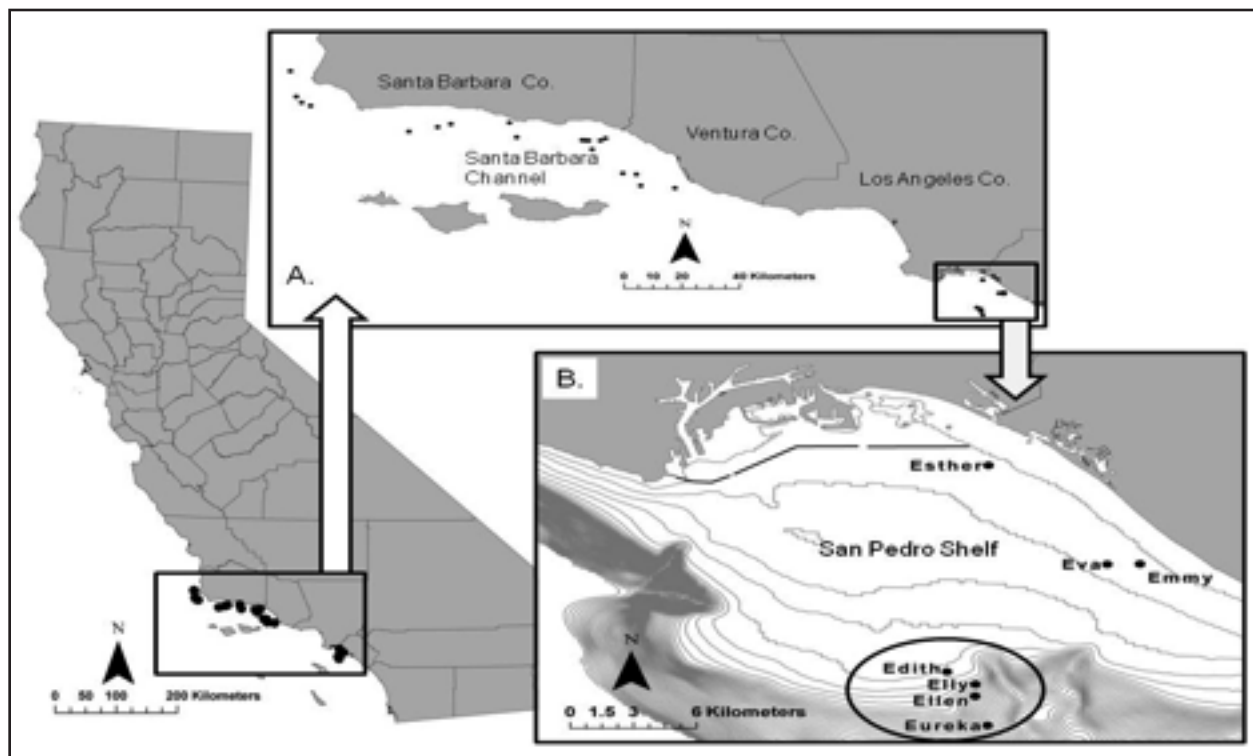 Santa Barbara Co.
Ventura Co.
Santa Barbara
Channel
Los Angeles Co.
N
A.
0 10 20 40 Kilometers
B.
Esther
San Pedro Shelf
Eva
Emmy
N
Edith
Elly
Ellen
Eureka
0 1.5 3 6 Kilometers
N
0 50 100 200 Kilometers